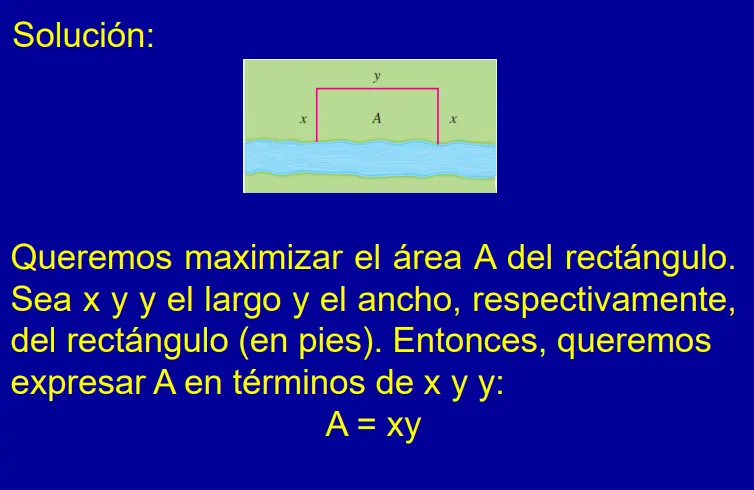 Solución:
y
x A x
Queremos maximizar el área A del rectángulo.
Sea x y y el largo y el ancho, respectivamente,
del rectángulo (en pies). Entonces, queremos
expresar A en términos de x y y:
A = xy